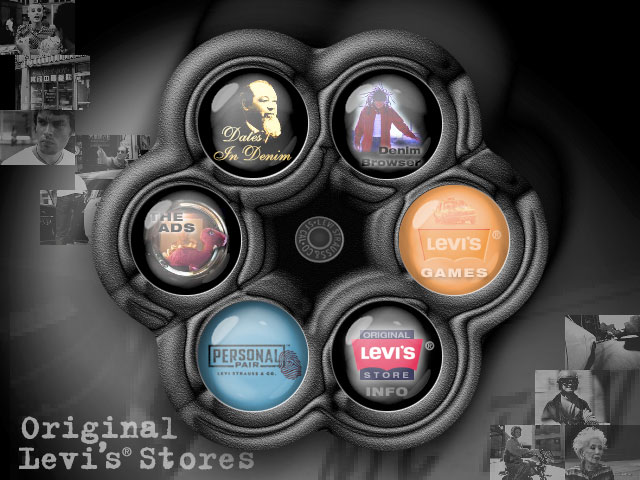 Dates
In Denim
Denim
Browser
THE
ADS
LEVI'S®
GAMES
PERSONAL
PAIR
LEVI STRAUSS & CO.
ORIGINAL
LEVI'S®
STORE
INFO
Original
Levi's® Stores